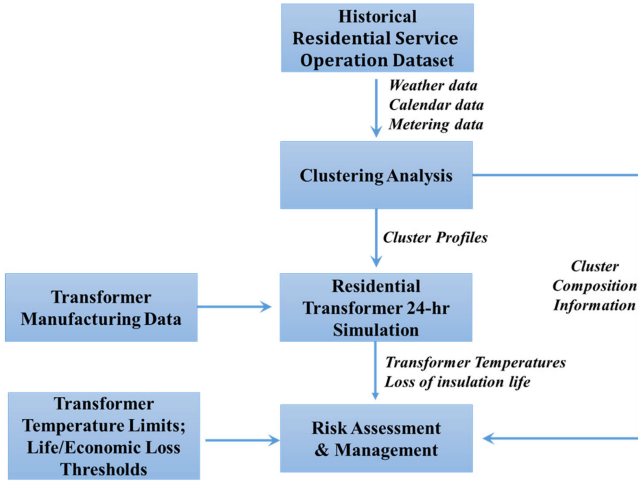 Historical
Residential Service
Operation Dataset
Weather data
Calendar data
Metering data
Clustering Analysis
Cluster Profiles
Cluster
Composition
Information
Transformer
Manufacturing Data
Residential
Transformer 24-hr
Simulation
Transformer Temperatures
Loss of insulation life
Transformer
Temperature Limits;
Life/Economic Loss
Thresholds
Risk Assessment
& Management